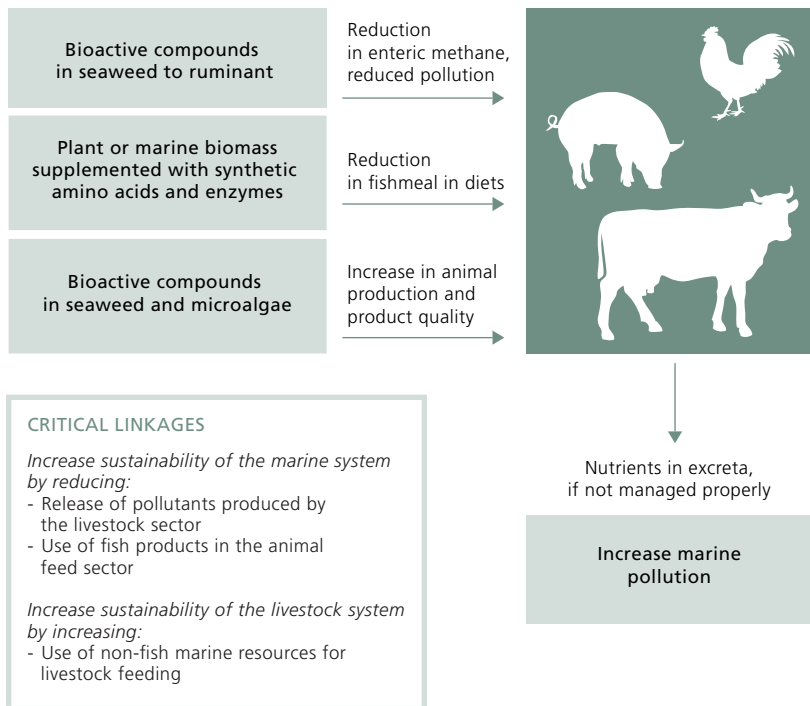 Bioactive compounds
in seaweed to ruminant
Reduction
in enteric methane,
reduced pollution
Plant or marine biomass
supplemented with synthetic
amino acids and enzymes
Reduction
in fishmeal in diets
Bioactive compounds
in seaweed and microalgae
Increase in animal
production and
product quality
Nutrients in excreta,
if not managed properly
Increase marine
pollution
CRITICAL LINKAGES
Increase sustainability of the marine system
by reducing:
- Release of pollutants produced by
the livestock sector
- Use of fish products in the animal
feed sector
Increase sustainability of the livestock system
by increasing:
- Use of non-fish marine resources for
livestock feeding